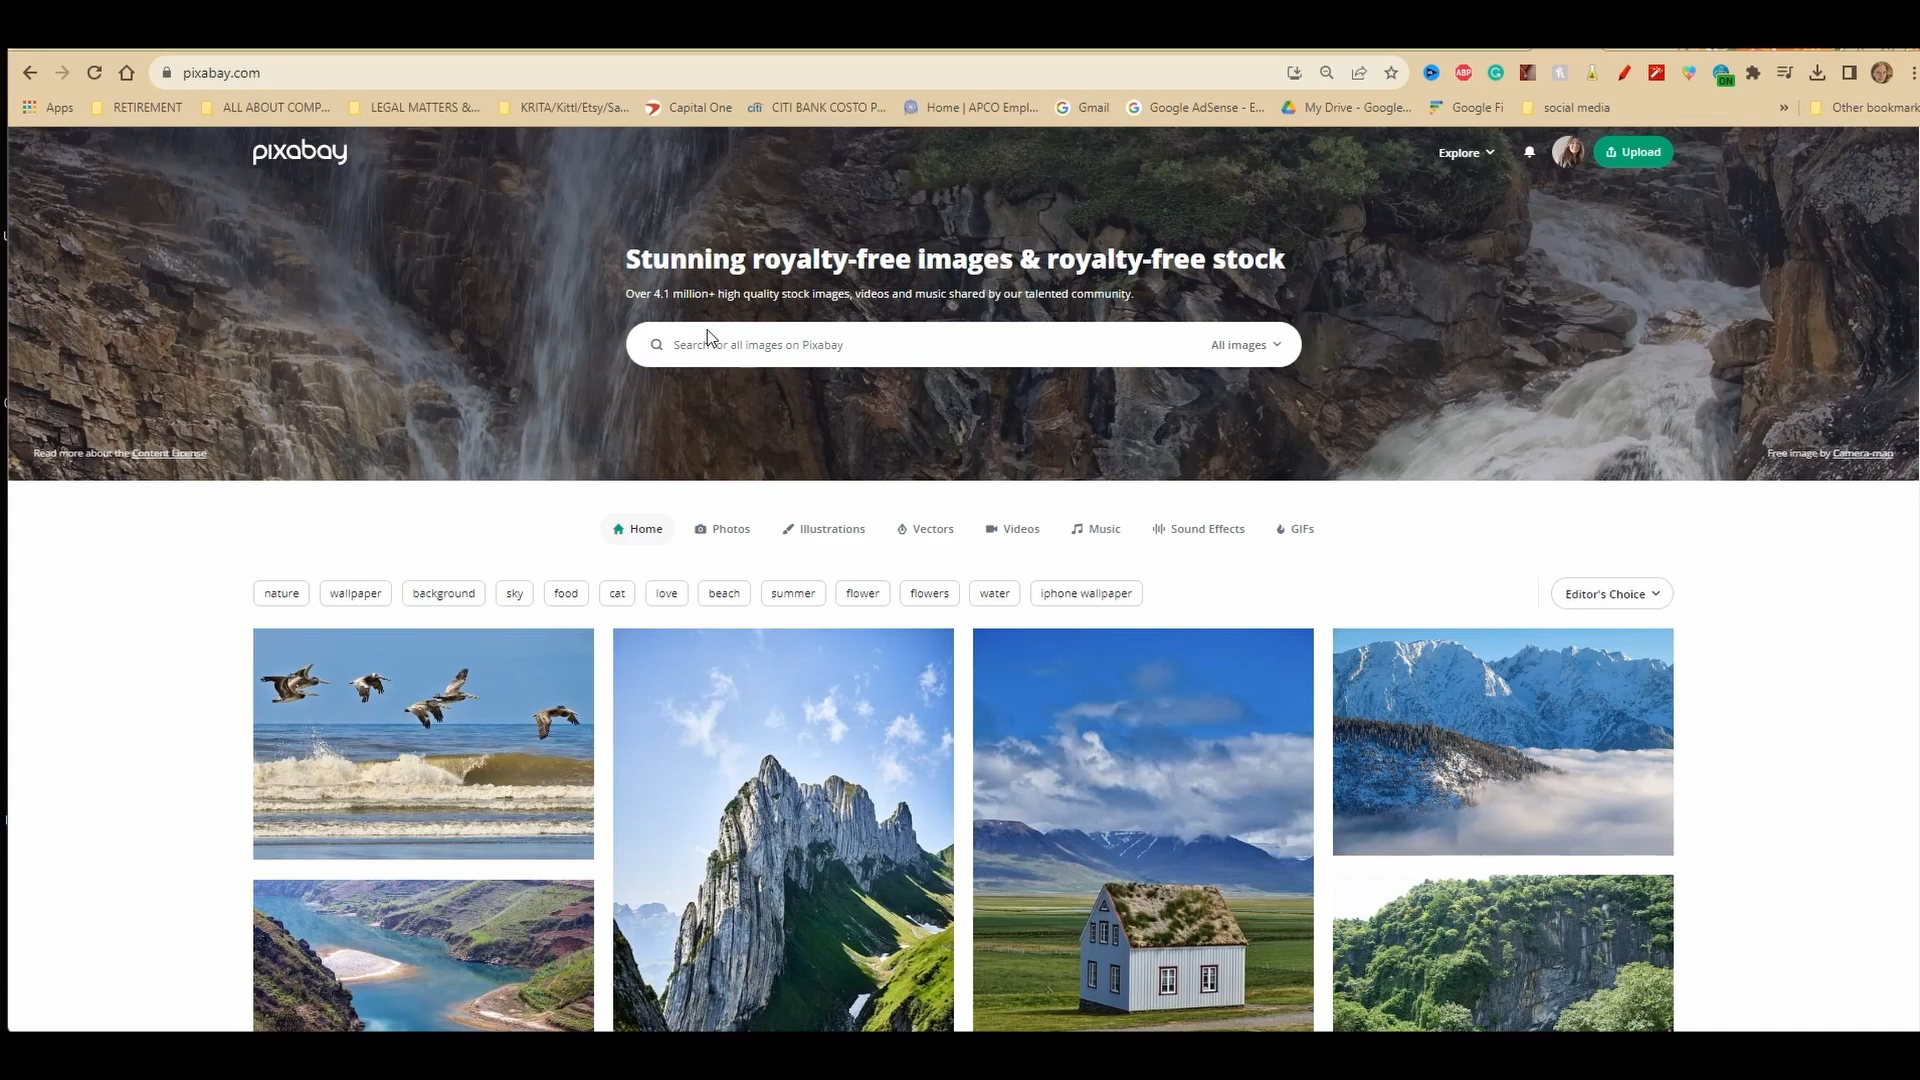 pixabay.com
ABP
ON
Apps
RETIREMENT
ALL ABOUT COMP...
LEGAL MATTERS &...
KRITA/Kittl/Etsy/Sa...
Capital One
citi
CITI BANK COSTO P...
Home | APCO Empl...
Gmail
Google AdSense - E...
My Drive - Google...
Google Fi
social media
»
Other bookmark
pixabay
Explore
Upload
Stunning royalty-free images & royalty-free stock
Over 4.1 million+ high quality stock images, videos and music shared by our talented community.
Search for all images on Pixabay
All images
Read more about the Content License
Free image by Camera-man
Home
Photos
Illustrations
Vectors
Videos
Music
Sound Effects
GIFs
nature
wallpaper
background
sky
food
cat
love
beach
summer
flower
flowers
water
iphone wallpaper
Editor's Choice